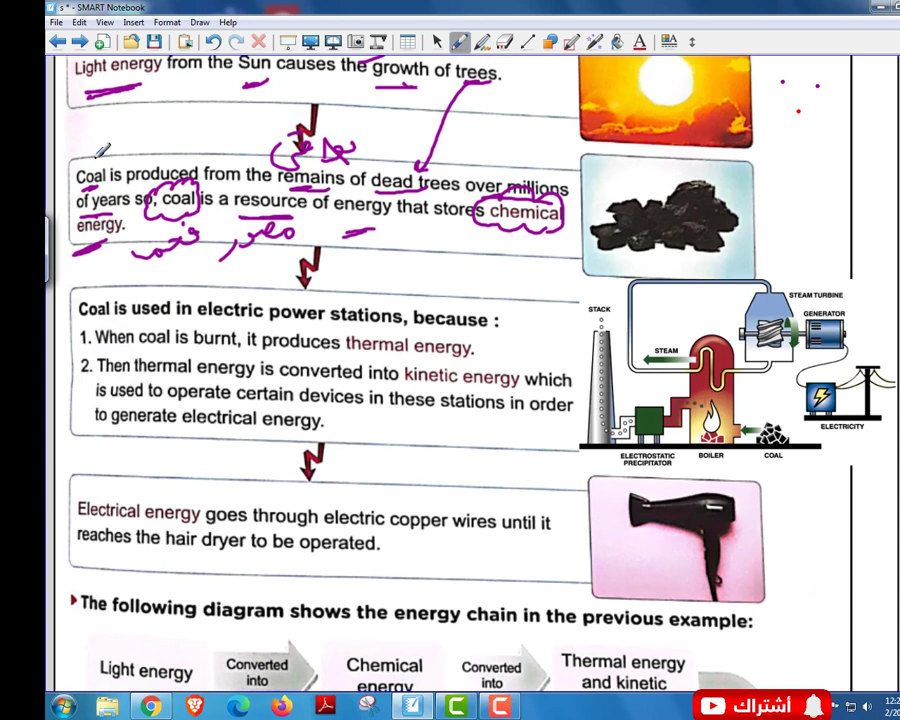 s * - SMART Notebook
File Edit View Insert Format Draw Help
Light energy from the Sun causes the growth of trees.
بقايا
Coal is produced from the remains of dead trees over millions
of years so, coal is a resource of energy that stores chemical
energy.
فحم
مصدر
Coal is used in electric power stations, because :
1. When coal is burnt, it produces thermal energy.
2. Then thermal energy is converted into kinetic energy which
is used to operate certain devices in these stations in order
to generate electrical energy.
STACK
STEAM
STEAM TURBINE
GENERATOR
ELECTRICITY
ELECTROSTATIC
PRECIPITATOR
BOILER
COAL
Electrical energy goes through electric copper wires until it
reaches the hair dryer to be operated.
The following diagram shows the energy chain in the previous example:
Light energy
Converted
into
Chemical
energy
Converted
into
Thermal energy
and kinetic
أشتراك